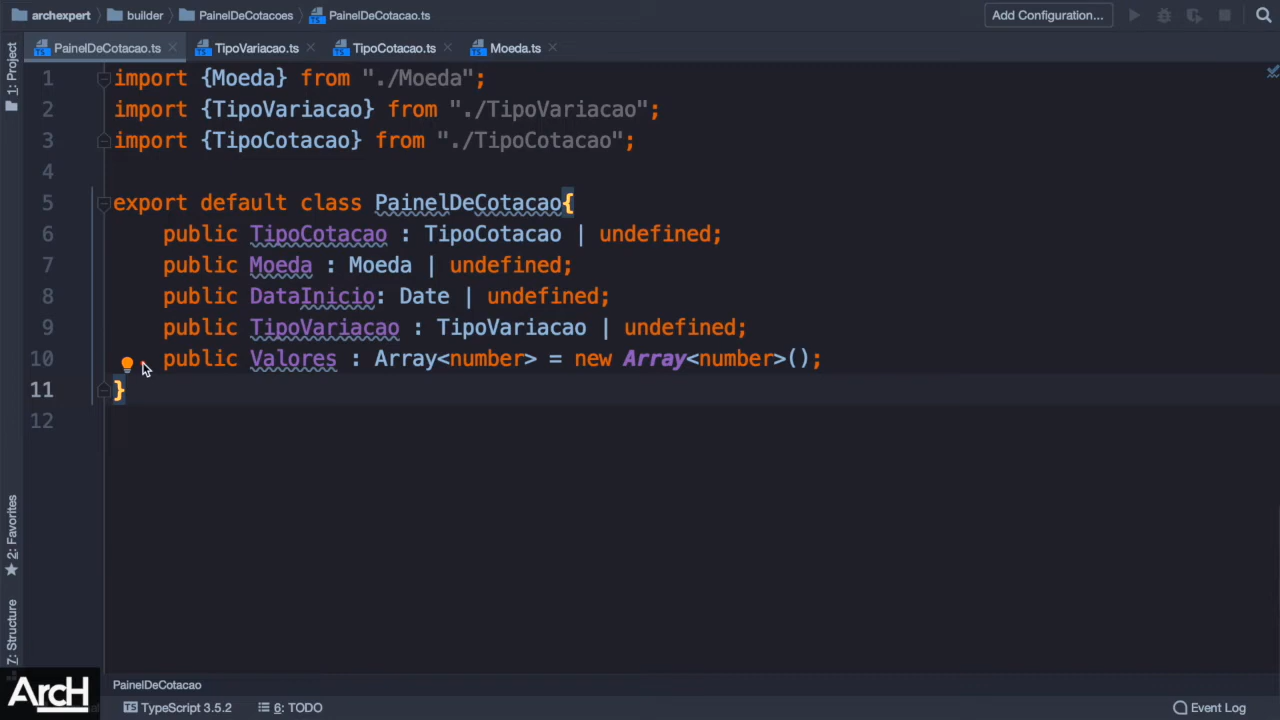 archexpert builder PainelDeCotacoes PainelDeCotacao.ts Add Configuration...
PainelDeCotacao.ts TipoVariacao.ts TipoCotacao.ts Moeda.ts
1: Project
1 import {Moeda} from "./Moeda";
2 import {TipoVariacao} from "./TipoVariacao";
3 import {TipoCotacao} from "./TipoCotacao";
4
5 export default class PainelDeCotacao{
6 public TipoCotacao : TipoCotacao | undefined;
7 public Moeda : Moeda | undefined;
8 public DataInicio: Date | undefined;
9 public TipoVariacao : TipoVariacao | undefined;
10 public Valores : Array<number> = new Array<number>();
11 }
12
2: Favorites
7: Structure
PainelDeCotacao
ArcH
TypeScript 3.5.2 6: TODO Event Log